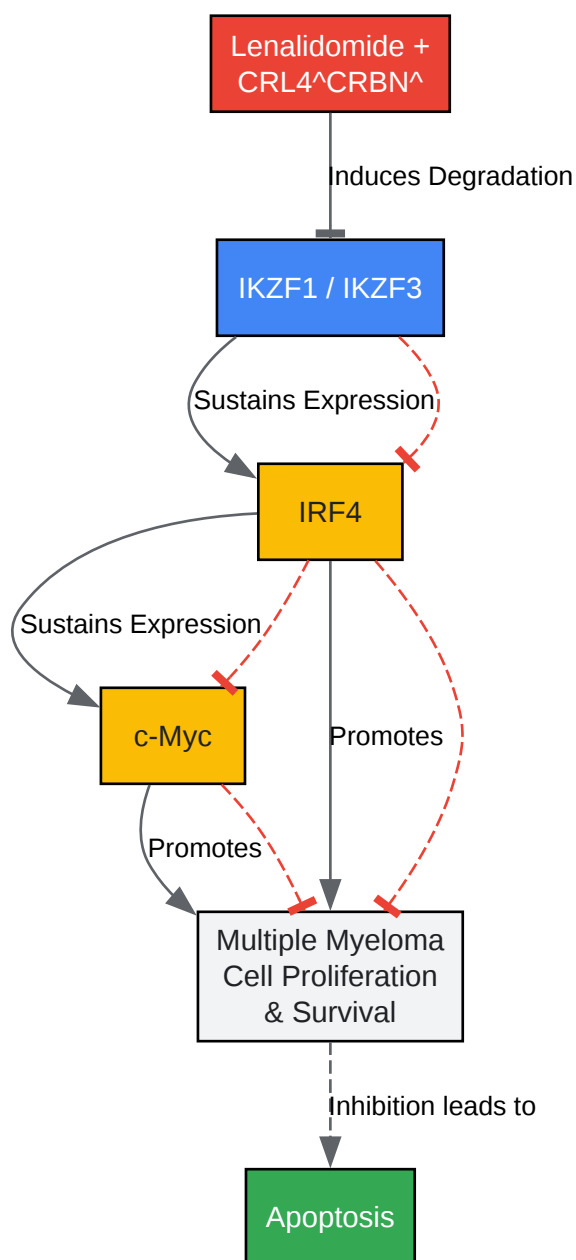 Lenalidomide +
CRL4^CRBN^
Induces Degradation
IKZF1 / IKZF3
Sustains Expression
IRF4
Sustains Expression
c-Myc
Promotes
Promotes
Multiple Myeloma
Cell Proliferation
& Survival
Inhibition leads to
Apoptosis